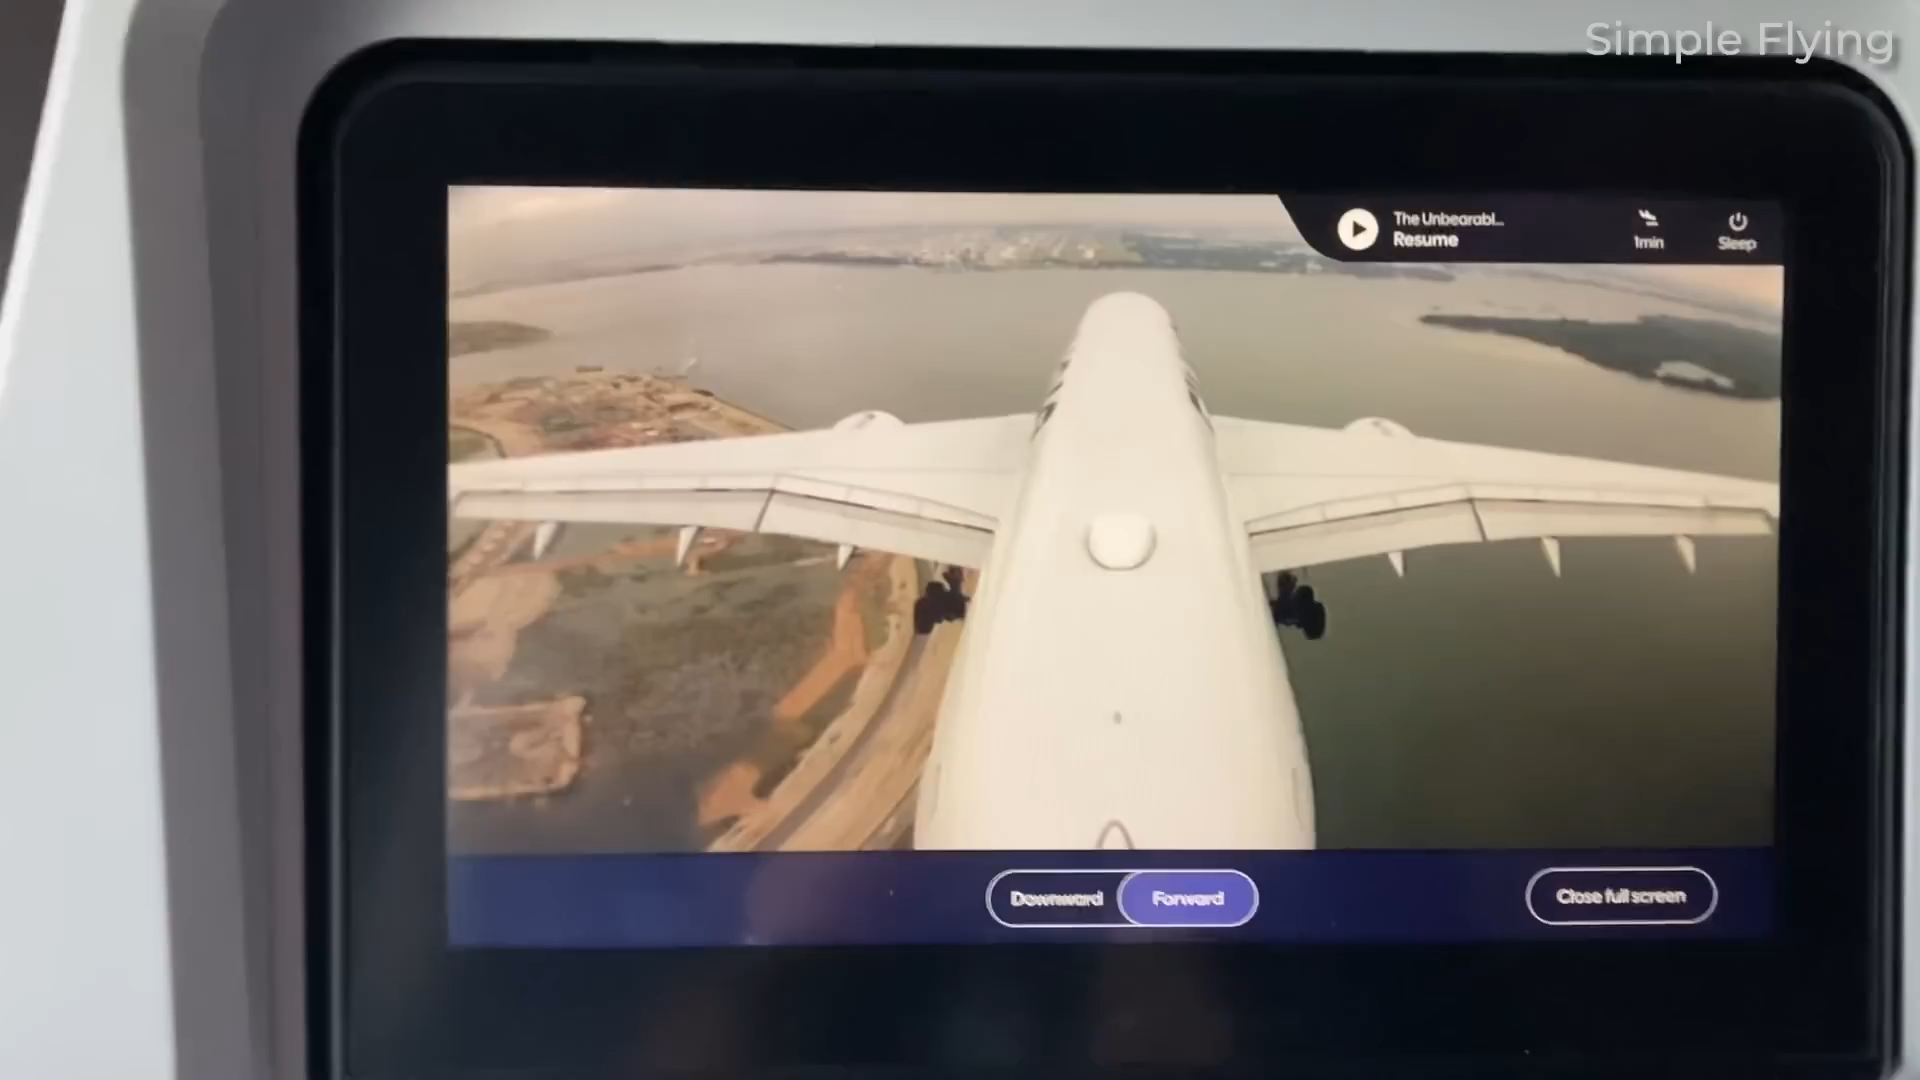 Simple Flying
The Unbearabl...
Resume
1min
Sleep
Downward
Forward
Close full screen